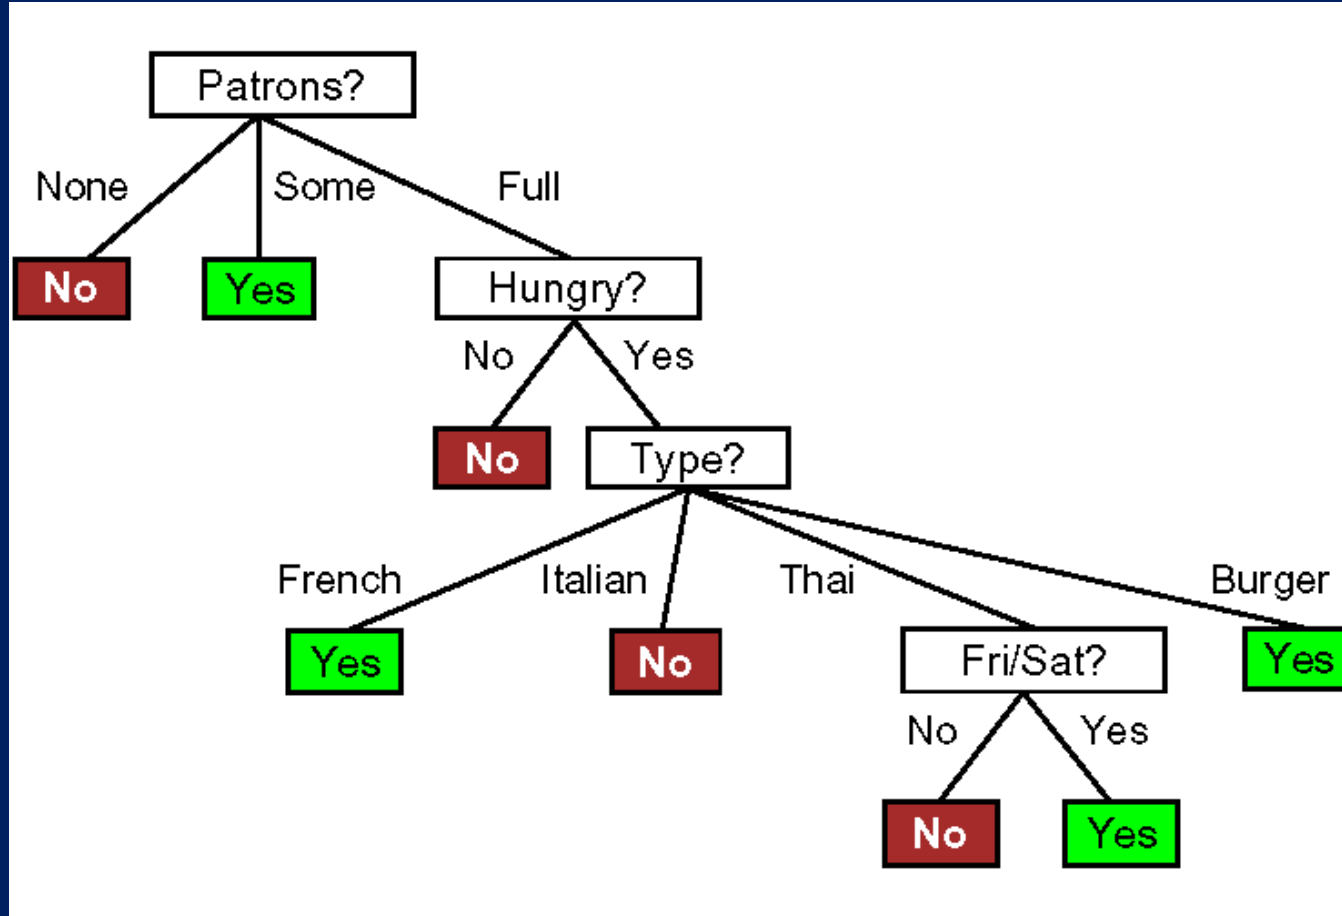 Patrons?
None Some Full
No Yes Hungry?
No Yes
No Type?
French Italian Thai Burger
Yes No Fri/Sat? Yes
No Yes
No Yes